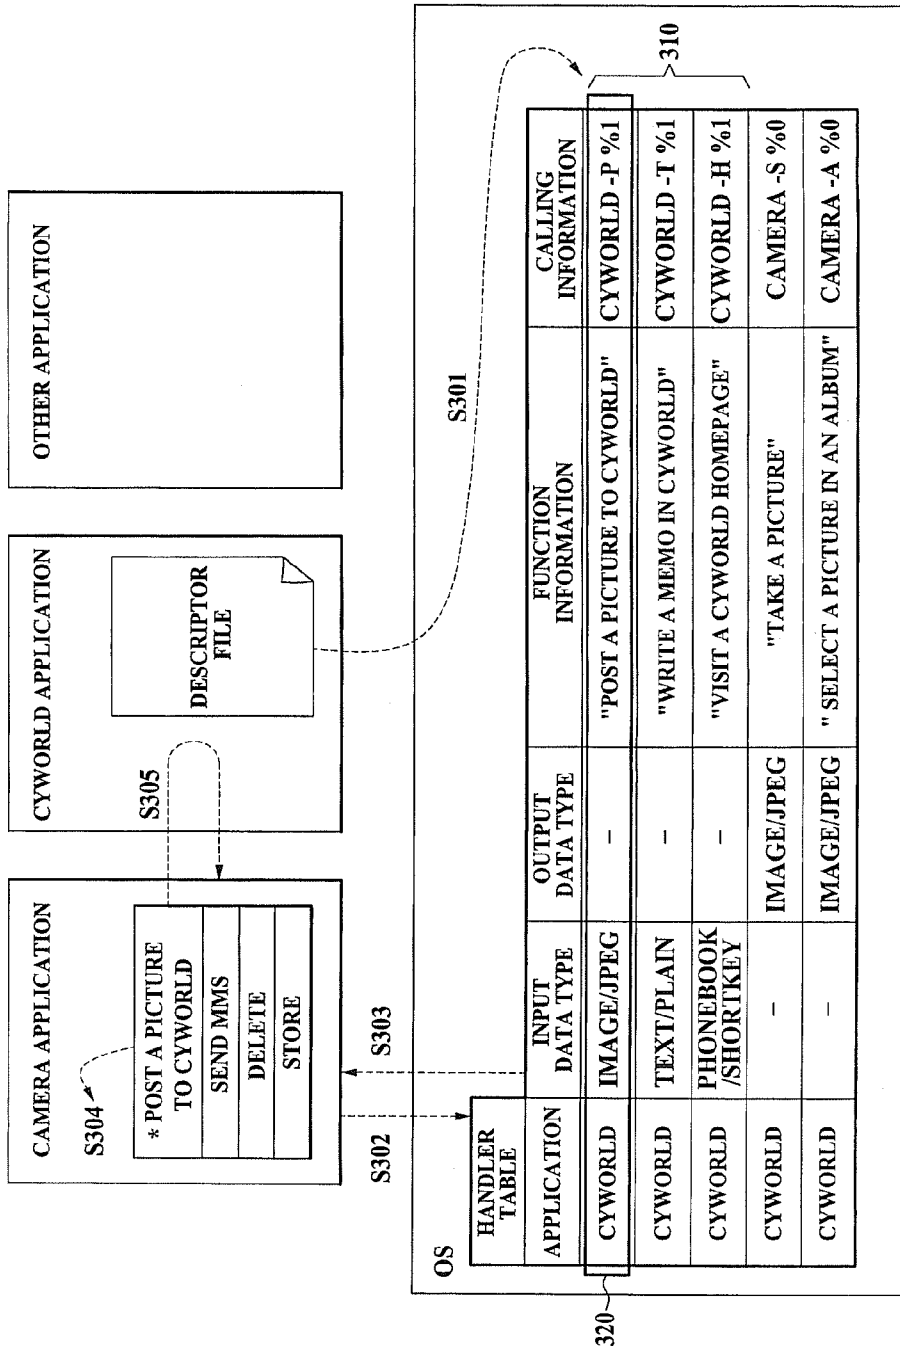 CAMERA APPLICATION
S304
* POST A PICTURE
TO CYWORLD
SEND MMS
DELETE
STORE
CYWORLD APPLICATION
S305
DESCRIPTOR
FILE
OTHER APPLICATION
S302
S303
S301
OS
HANDLER
TABLE
APPLICATION
INPUT
DATA TYPE
OUTPUT
DATA TYPE
FUNCTION
INFORMATION
CALLING
INFORMATION
CYWORLD
IMAGE/JPEG
–
"POST A PICTURE TO CYWORLD"
CYWORLD -P %1
CYWORLD
TEXT/PLAIN
–
"WRITE A MEMO IN CYWORLD"
CYWORLD -T %1
CYWORLD
PHONEBOOK
/SHORTKEY
–
"VISIT A CYWORLD HOMEPAGE"
CYWORLD -H %1
CYWORLD
–
IMAGE/JPEG
"TAKE A PICTURE"
CAMERA -S %0
CYWORLD
–
IMAGE/JPEG
" SELECT A PICTURE IN AN ALBUM"
CAMERA -A %0
310
320